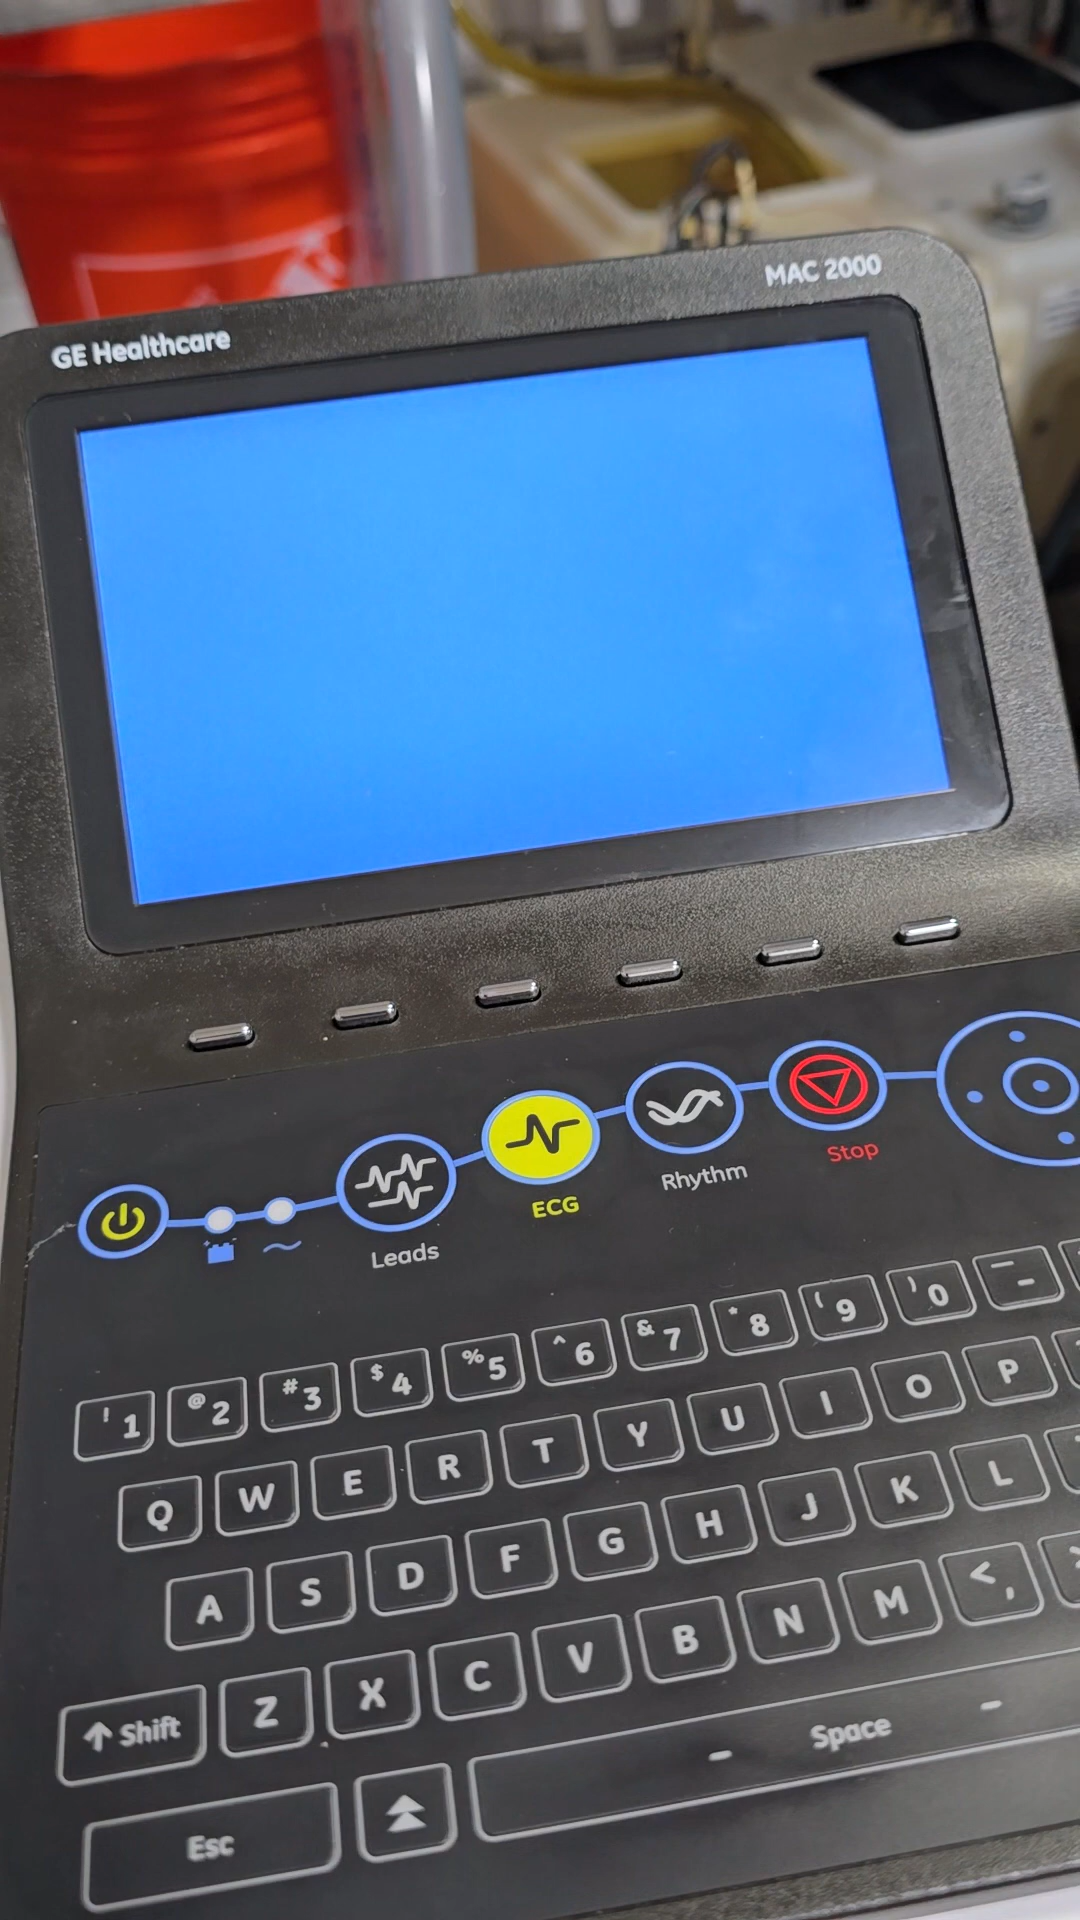 MAC 2000
GE Healthcare
Stop
Rhythm
ECG
Leads
! 1 @ 2 # 3 $ 4 % 5 ^ 6 & 7 * 8 ( 9 ) 0 _ -
Q W E R T Y U I O P
A S D F G H J K L
Shift Z X C V B N M < ,
Esc Space